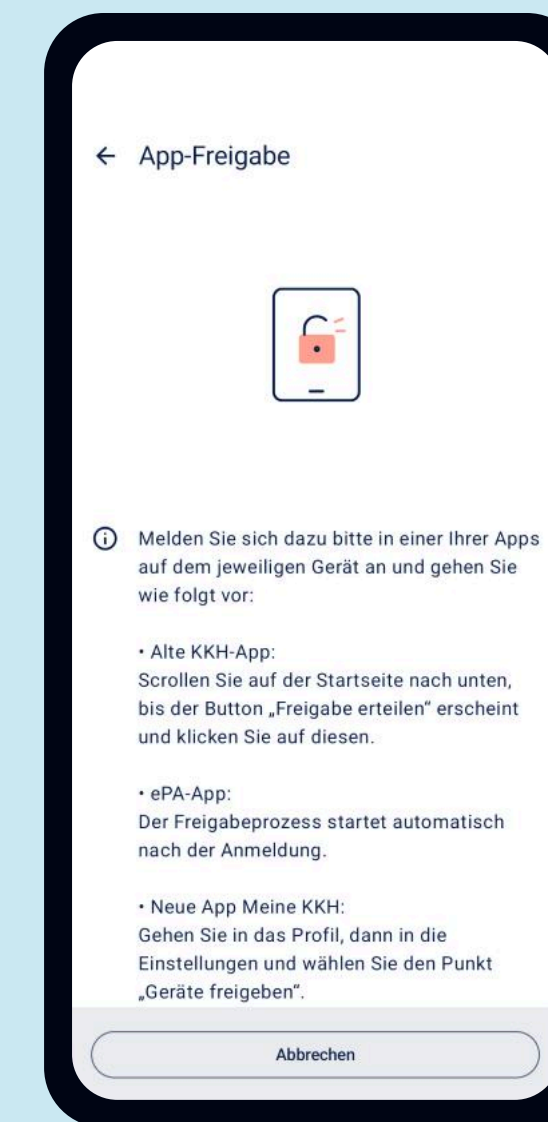 App-Freigabe
Melden Sie sich dazu bitte in einer Ihrer Apps
auf dem jeweiligen Gerät an und gehen Sie
wie folgt vor:
• Alte KKH-App:
Scrollen Sie auf der Startseite nach unten,
bis der Button „Freigabe erteilen“ erscheint
und klicken Sie auf diesen.
• ePA-App:
Der Freigabeprozess startet automatisch
nach der Anmeldung.
• Neue App Meine KKH:
Gehen Sie in das Profil, dann in die
Einstellungen und wählen Sie den Punkt
„Geräte freigeben“.
Abbrechen